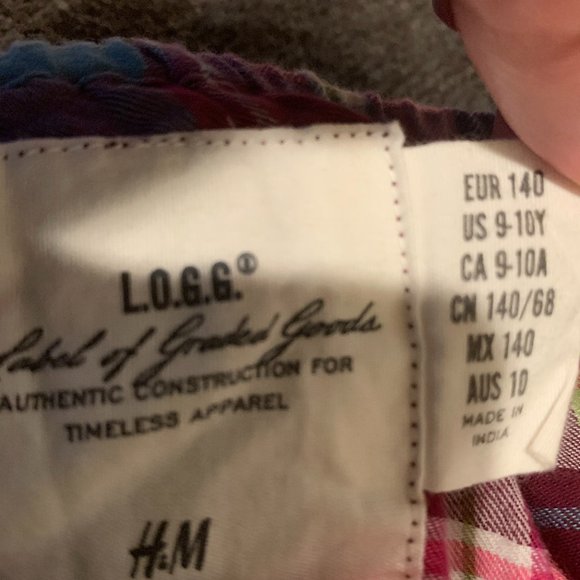 L.O.G.G.®
Label of Graded Goods
AUTHENTIC CONSTRUCTION FOR
TIMELESS APPAREL
H&M
EUR 140
US 9-10Y
CA 9-10A
CN 140/68
MX 140
AUS 10
MADE IN
INDIA